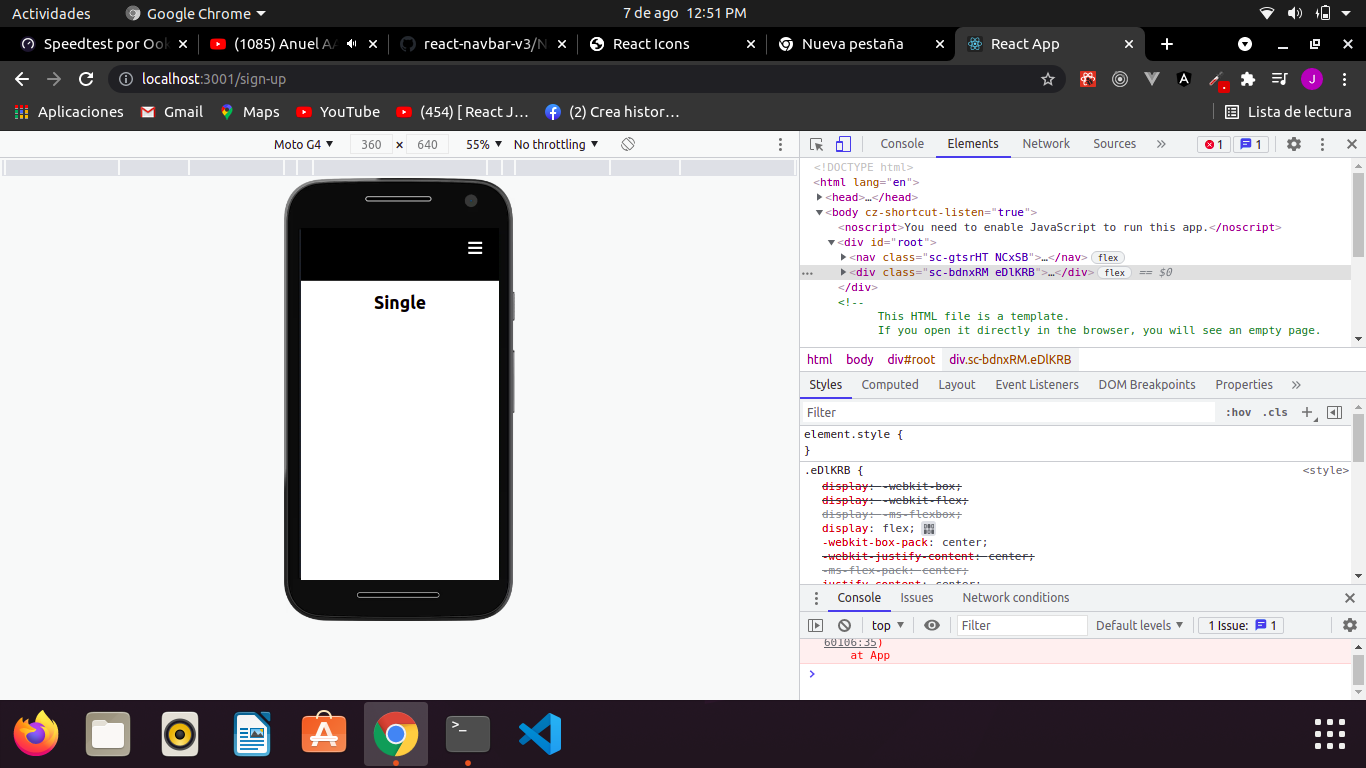 Actividades
Google Chrome
7 de ago 12:51 PM
Speedtest por Ook
(1085) Anuel AA
react-navbar-v3/N
React Icons
Nueva pestaña
React App
localhost:3001/sign-up
J
Aplicaciones
Gmail
Maps
YouTube
(454) [ React J…
(2) Crea histor…
Lista de lectura
Moto G4
360 × 640
55%
No throttling
Single
Console
Elements
Network
Sources
»
1
1
<!DOCTYPE html>
<html lang="en">
<head>…</head>
<body cz-shortcut-listen="true">
<noscript>You need to enable JavaScript to run this app.</noscript>
<div id="root">
<nav class="sc-gtsrHT NCxSB">…</nav> flex
… <div class="sc-bdnxRM eDlKRB">…</div> flex == $0
</div>
<!--
This HTML file is a template.
If you open it directly in the browser, you will see an empty page.
html body div#root div.sc-bdnxRM.eDlKRB
Styles Computed Layout Event Listeners DOM Breakpoints Properties »
Filter :hov .cls
element.style {
}
.eDlKRB { <style>
display: -webkit-box;
display: -webkit-flex;
display: -ms-flexbox;
display: flex;
-webkit-box-pack: center;
-webkit-justify-content: center;
-ms-flex-pack: center;
justify-content: center;
Console Issues Network conditions
top Filter Default levels 1 Issue: 1
60106:35)
at App
>
>_